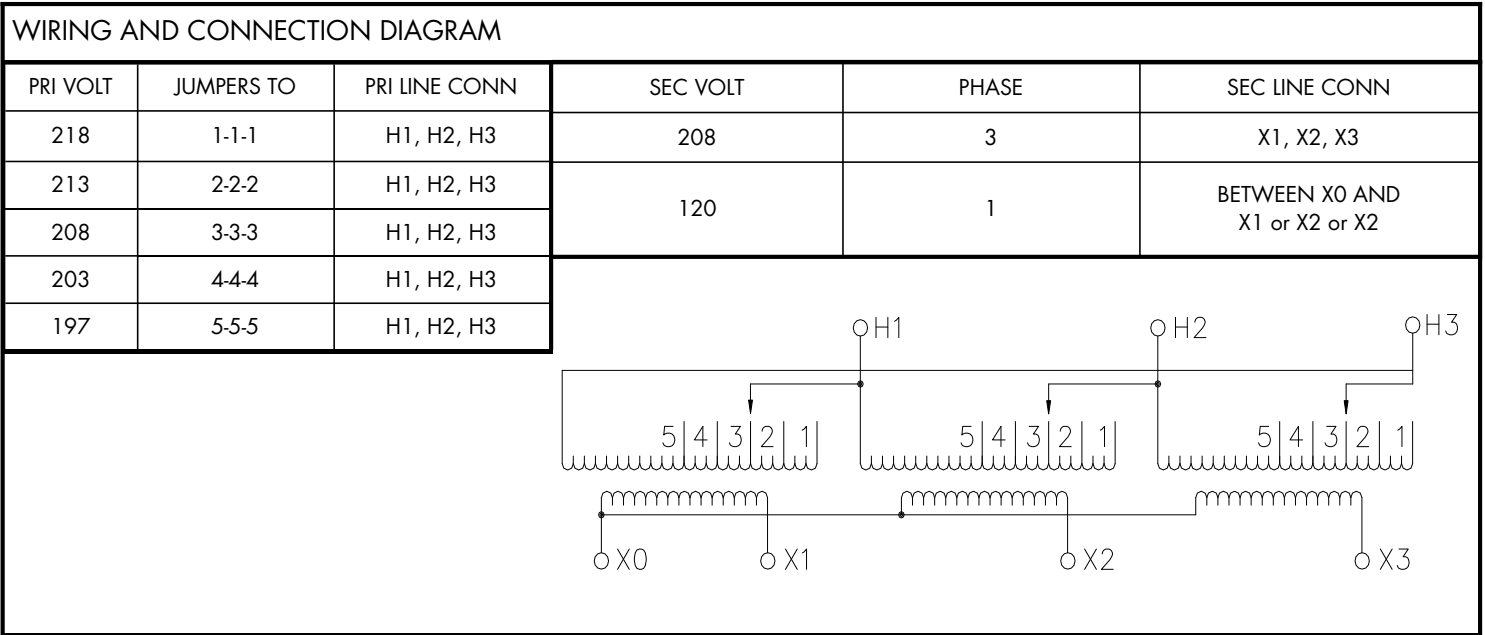 WIRING AND CONNECTION DIAGRAM
PRI VOLT JUMPERS TO PRI LINE CONN
218 1-1-1 H1, H2, H3
213 2-2-2 H1, H2, H3
208 3-3-3 H1, H2, H3
203 4-4-4 H1, H2, H3
197 5-5-5 H1, H2, H3
SEC VOLT PHASE SEC LINE CONN
208 3 X1, X2, X3
120 1 BETWEEN X0 AND
X1 or X2 or X2
H1 H2 H3
5 4 3 2 1 5 4 3 2 1 5 4 3 2 1
X0 X1 X2 X3